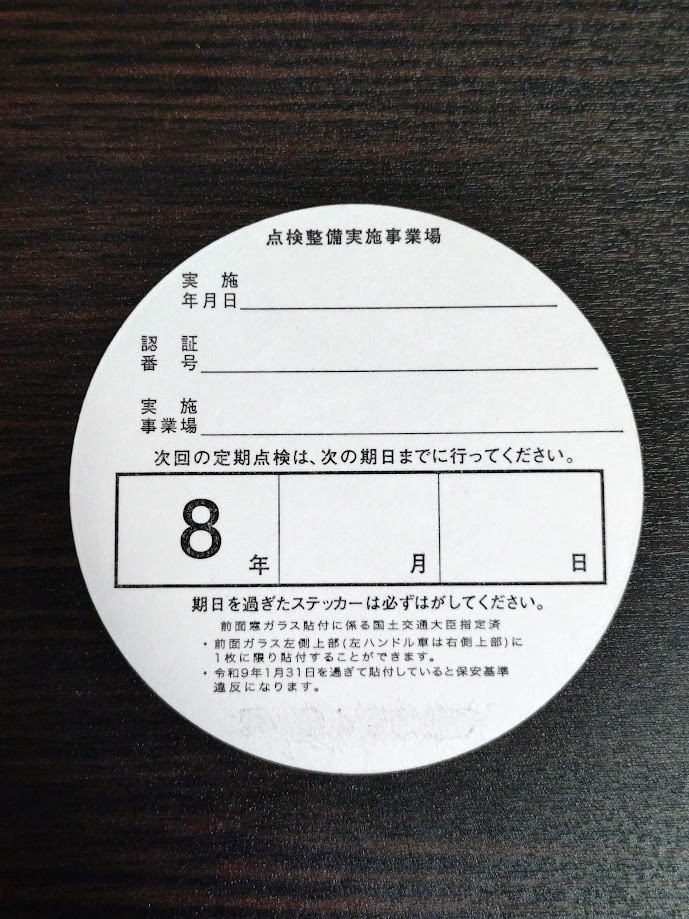 点検整備実施事業場
実施
年月日
認証
番号
実施
事業場
次回の定期点検は、次の期日までに行ってください。
8年 月 日
期日を過ぎたステッカーは必ずはがしてください。
前面窓ガラス貼付に係る国土交通大臣指定済
・前面ガラス左側上部(左ハンドル車は右側上部)に
1枚に限り貼付することができます。
・令和9年1月31日を過ぎて貼付していると保安基準
違反になります。